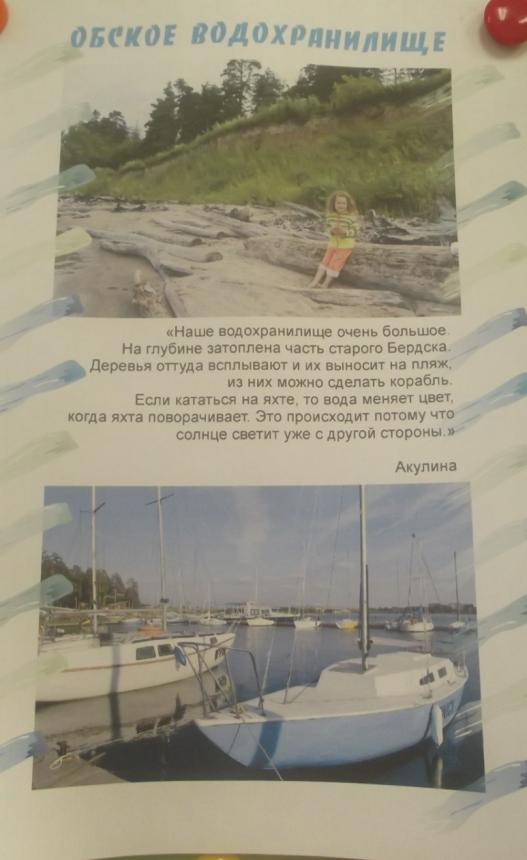 ОБСКОЕ ВОДОХРАНИЛИЩЕ
«Наше водохранилище очень большое.
На глубине затоплена часть старого Бердска.
Деревья оттуда всплывают и их выносит на пляж,
из них можно сделать корабль.
Если кататься на яхте, то вода меняет цвет,
когда яхта поворачивает. Это происходит потому что
солнце светит уже с другой стороны.»
Акулина